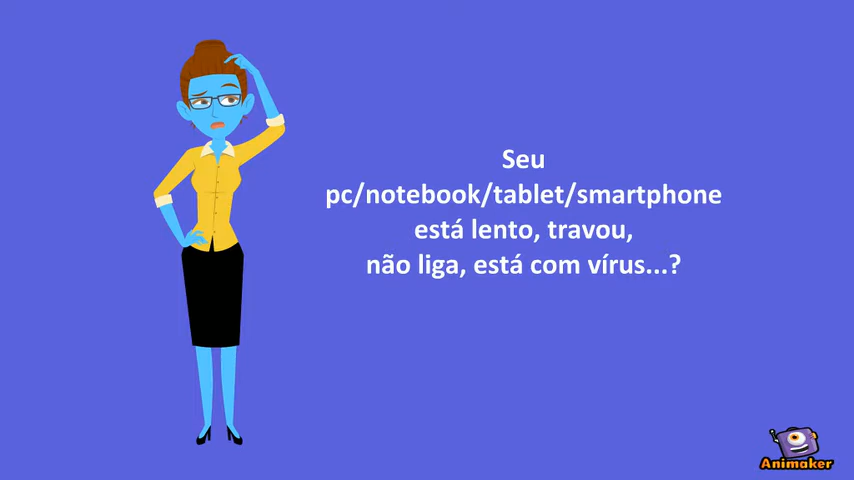 Seu
pc/notebook/tablet/smartphone
está lento, travou,
não liga, está com vírus...?
Animaker